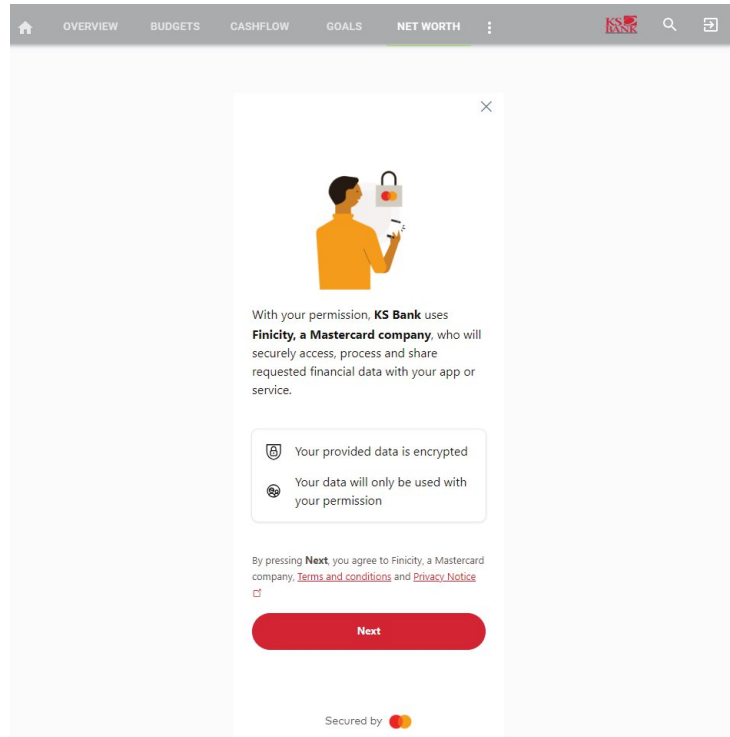 OVERVIEW BUDGETS CASHFLOW GOALS NET WORTH KS
BANK
With your permission, KS Bank uses
Finicity, a Mastercard company, who will
securely access, process and share
requested financial data with your app or
service.
Your provided data is encrypted
Your data will only be used with
your permission
By pressing Next, you agree to Finicity, a Mastercard
company, Terms and conditions and Privacy Notice
Next
Secured by